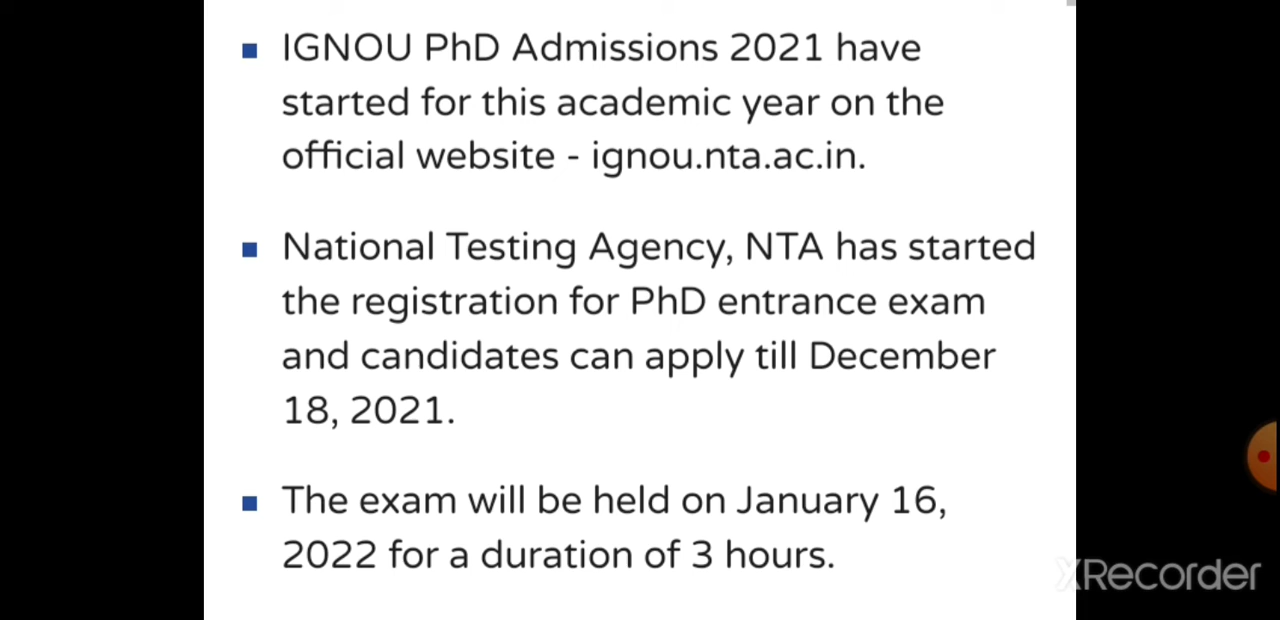 IGNOU PhD Admissions 2021 have
started for this academic year on the
official website - ignou.nta.ac.in.
National Testing Agency, NTA has started
the registration for PhD entrance exam
and candidates can apply till December
18, 2021.
The exam will be held on January 16,
2022 for a duration of 3 hours.
XRecorder